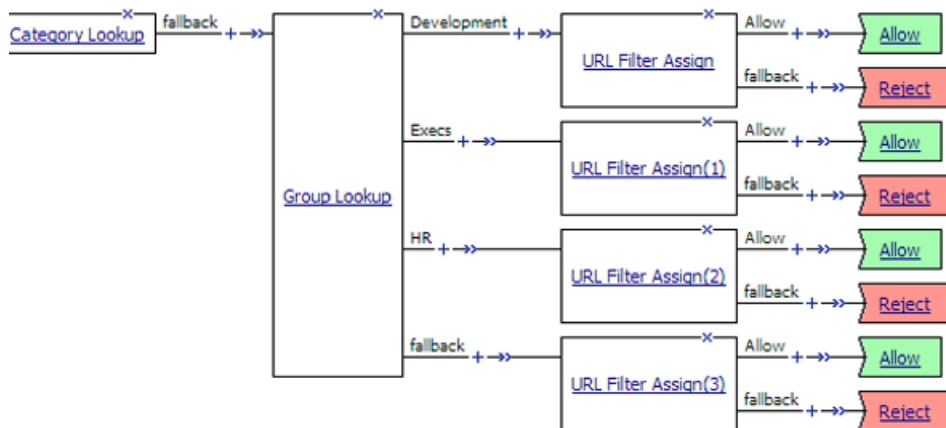 fallback
Category Lookup
Group Lookup
Development
URL Filter Assign
Allow
Allow
fallback
Reject
Execs
URL Filter Assign(1)
Allow
Allow
fallback
Reject
HR
URL Filter Assign(2)
Allow
Allow
fallback
Reject
fallback
URL Filter Assign(3)
Allow
Allow
fallback
Reject